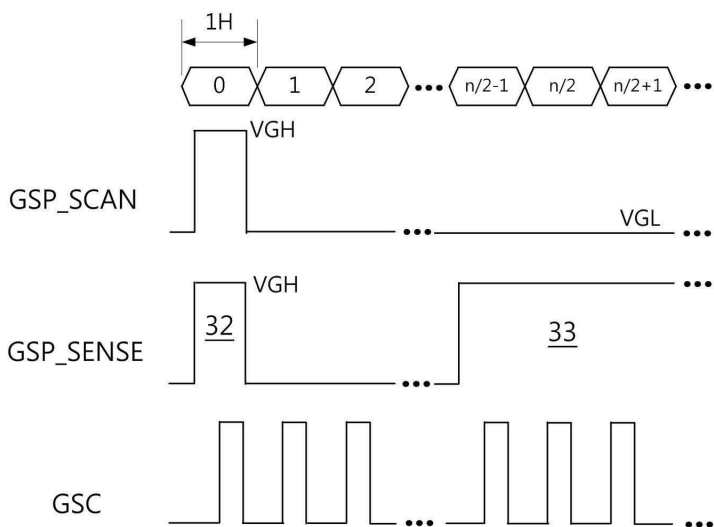 1H
0 1 2 ••• n/2-1 n/2 n/2+1 •••
VGH
GSP_SCAN
VGL
••• •••
VGH
32
33
GSP_SENSE
••• •••
GSC
••• •••